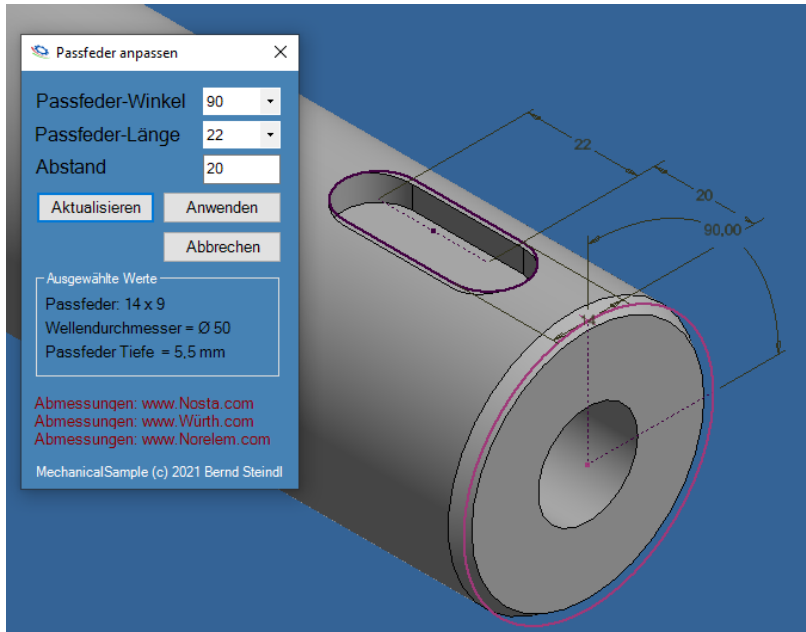 Passfeder anpassen
Passfeder-Winkel 90
Passfeder-Länge 22
Abstand 20
Aktualisieren Anwenden
Abbrechen
Ausgewählte Werte
Passfeder: 14 x 9
Wellendurchmesser = Ø 50
Passfeder Tiefe = 5,5 mm
Abmessungen: www.Nosta.com
Abmessungen: www.Würth.com
Abmessungen: www.Norelem.com
MechanicalSample (c) 2021 Bernd Steindl
22
20
90,00